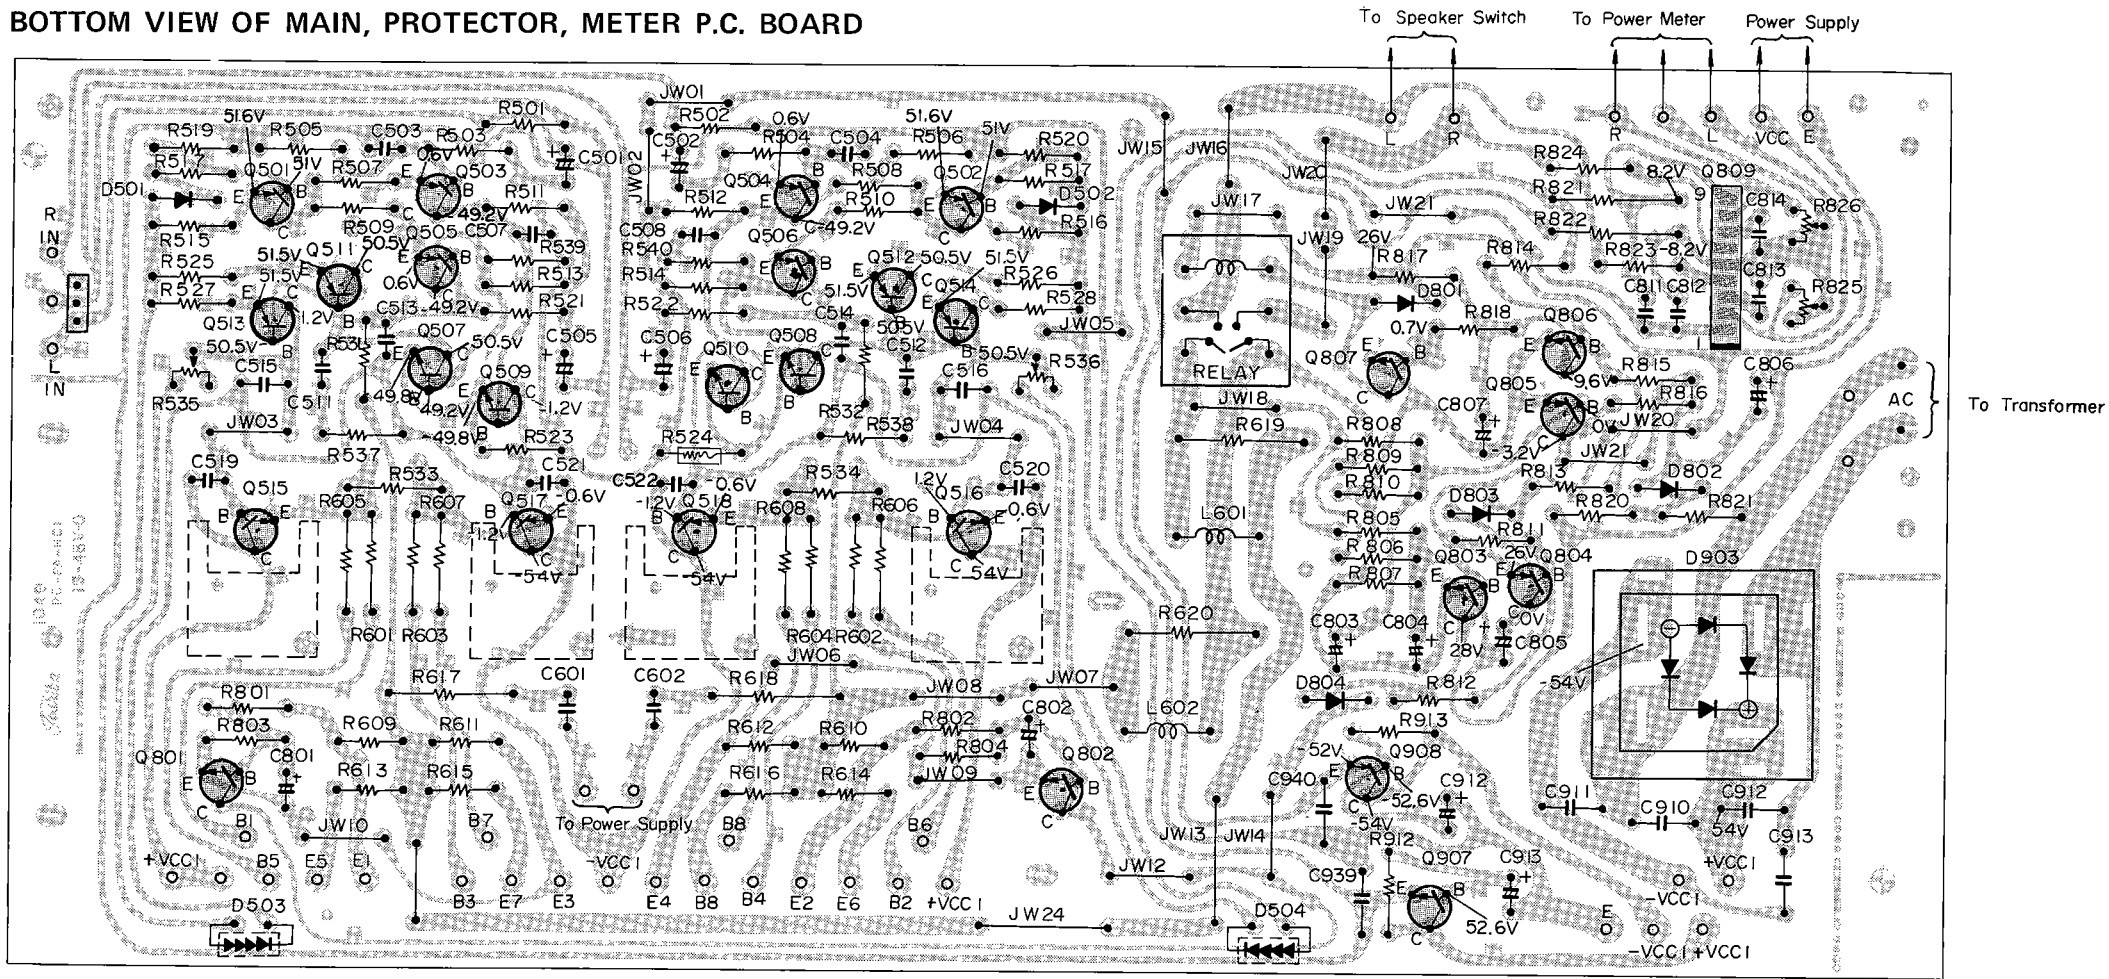 BOTTOM VIEW OF MAIN, PROTECTOR, METER P.C. BOARD
To Speaker Switch
To Power Meter
Power Supply
JW01
R501
R502
0.6V
51.6V
51V
51.6V
R519
R505
C503
R503
0.6V
C501
C502
R504
C504
R506
R520
L
R
R
L
VCC
E
R517
Q501
51V
R507
Q503
JW02
Q504
R508
Q502
R517
JW15
JW16
JW20
R824
8.2V
Q809
D501
R511
R512
R510
D502
R821
9
C814
R826
R
IN
R515
R509
-49.2V
C507
C508
C-49.2V
R516
JW17
JW21
R822
51.5V
Q511
50.5V
Q505
R539
R540
Q506
Q512
50.5V
51.5V
JW19
26V
R817
R814
R823
-8.2V
R525
51.5V
0.6V
R513
R514
51.5V
Q514
R526
D801
C811
C812
C813
R825
R527
1.2V
C513
-49.2V
R521
R522
C514
R528
R818
Q806
Q513
50.5V
R531
Q507
50.5V
C505
C506
Q510
Q508
50.5V
C512
50.5V
JW05
0.7V
Q807
1
L
IN
C515
C511
Q509
R536
C516
RELAY
Q805
9.6V
R815
C806
R535
49.8V
49.2V
-1.2V
R532
JW18
C807
R816
AC
To Transformer
JW03
-49.8V
R523
R524
R538
JW04
R619
R808
0V
JW20
R537
-3.2V
JW21
C519
R533
C521
C522
-0.6V
R534
C520
R809
R813
D802
Q515
R605
R607
Q517
-0.6V
-1.2V
Q518
R608
R606
1.2V
Q516
0.6V
R810
D803
R820
R821
-1.2V
L601
R805
R811
-54V
-54V
54V
R806
Q803
26V
Q804
D903
R807
R601
R603
R604
R602
R620
C803
C804
28V
0V
C805
JW06
-54V
R801
R617
C601
C602
R618
JW08
JW07
D804
R812
R803
R609
R611
R612
R610
R802
C802
L602
R913
Q801
C801
R804
Q802
-52V
Q908
R613
R615
R616
R614
JW09
C940
C912
C911
C912
-52.6V
C910
54V
B1
JW10
B7
To Power Supply
B8
B6
JW13
JW14
-54V
R912
C913
+VCC1
B5
E5
E1
-VCC1
JW12
Q907
C913
+VCC1
B3
E7
E3
E4
B8
B4
E2
E6
B2
+VCC1
C939
-VCC1
D503
JW24
D504
52.6V
E
-VCC1
+VCC1